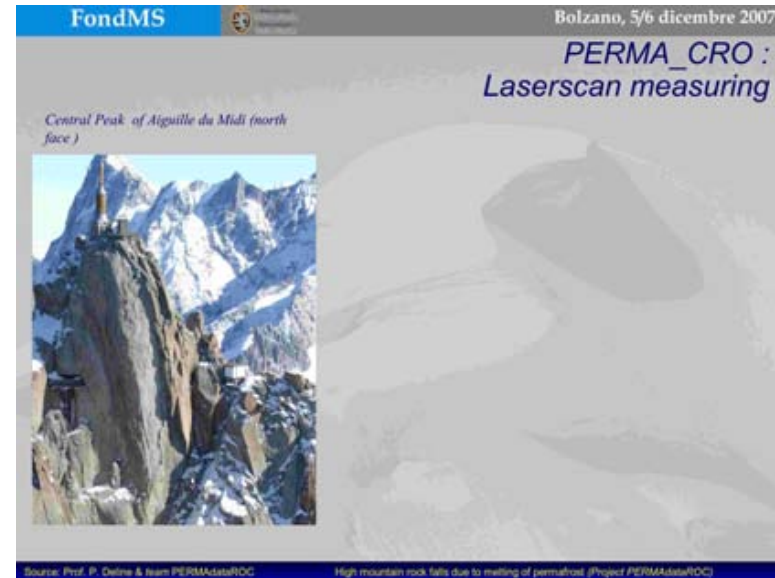 FondMS
Bolzano, 5/6 dicembre 2007
PERMA_CRO :
Laserscan measuring
Central Peak of Aiguille du Midi (north
face )
Source: Prof. P. Deline & team PERMAdataROC
High mountain rock falls due to melting of permafrost (Project PERMAdataROC)